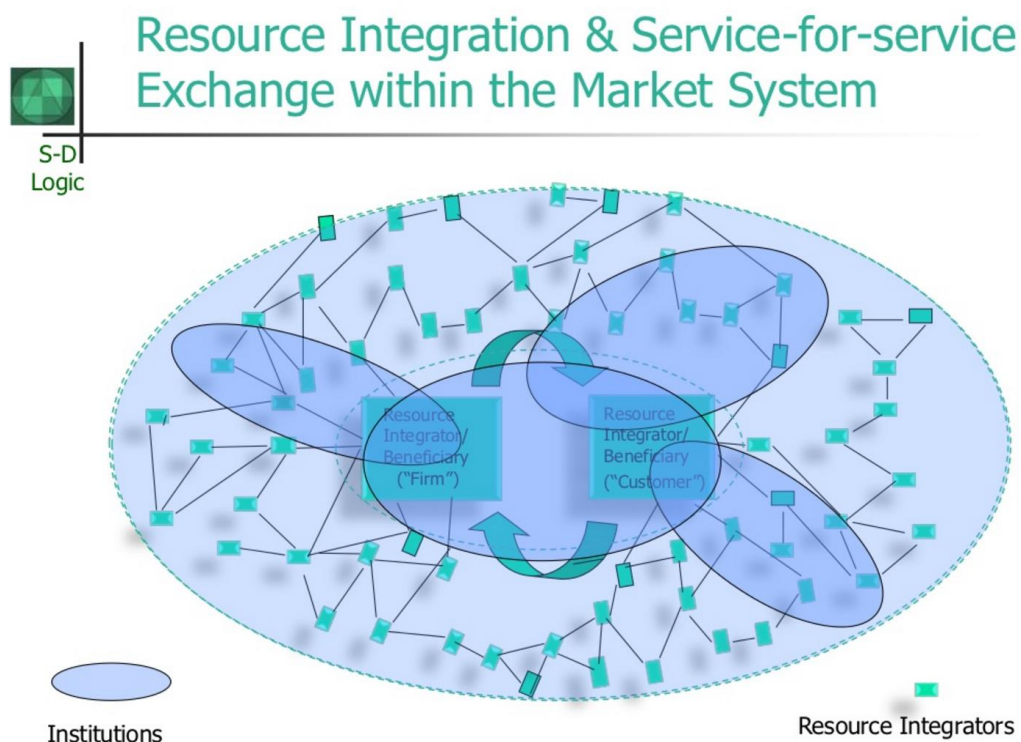 Resource Integration & Service-for-service
Exchange within the Market System
S-D
Logic
Resource
Integrator/
Beneficiary
(“Firm”)
Resource
Integrator/
Beneficiary
(“Customer”)
Institutions
Resource Integrators